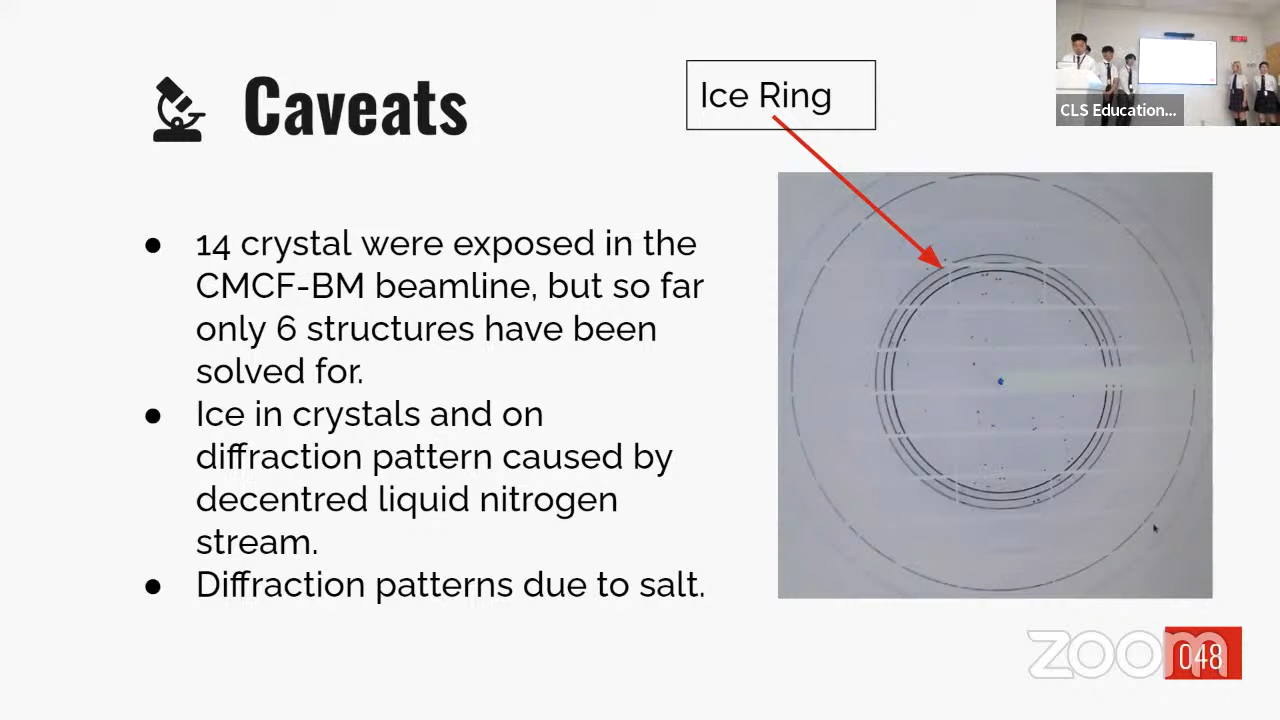 Caveats
Ice Ring
CLS Education...
● 14 crystal were exposed in the
CMCF-BM beamline, but so far
only 6 structures have been
solved for.
● Ice in crystals and on
diffraction pattern caused by
decentred liquid nitrogen
stream.
● Diffraction patterns due to salt.
zoom
048